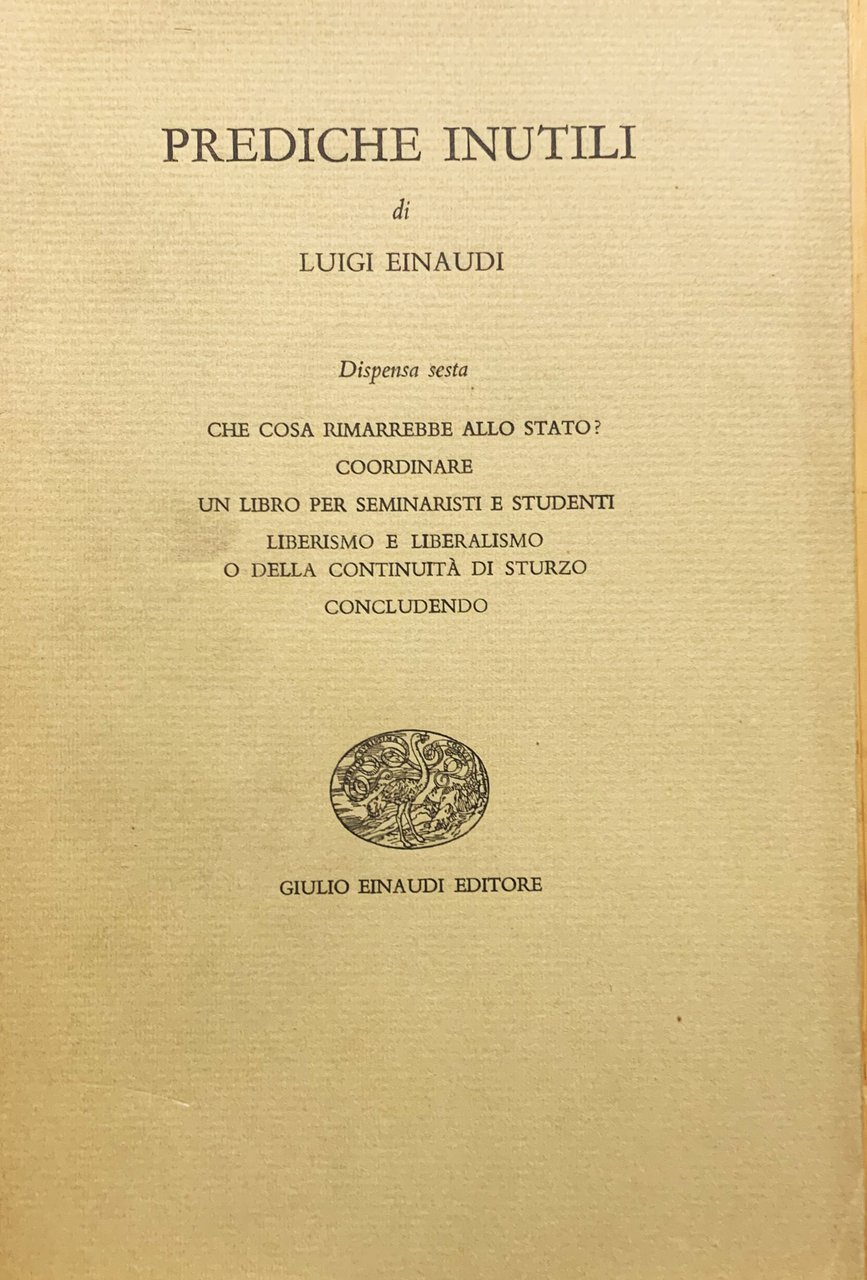 PREDICHE INUTILI
di
LUIGI EINAUDI
Dispensa sesta
CHE COSA RIMARREBBE ALLO STATO?
COORDINARE
UN LIBRO PER SEMINARISTI E STUDENTI
LIBERISMO E LIBERALISMO
O DELLA CONTINUITÀ DI STURZO
CONCLUDENDO
GIULIO EINAUDI EDITORE